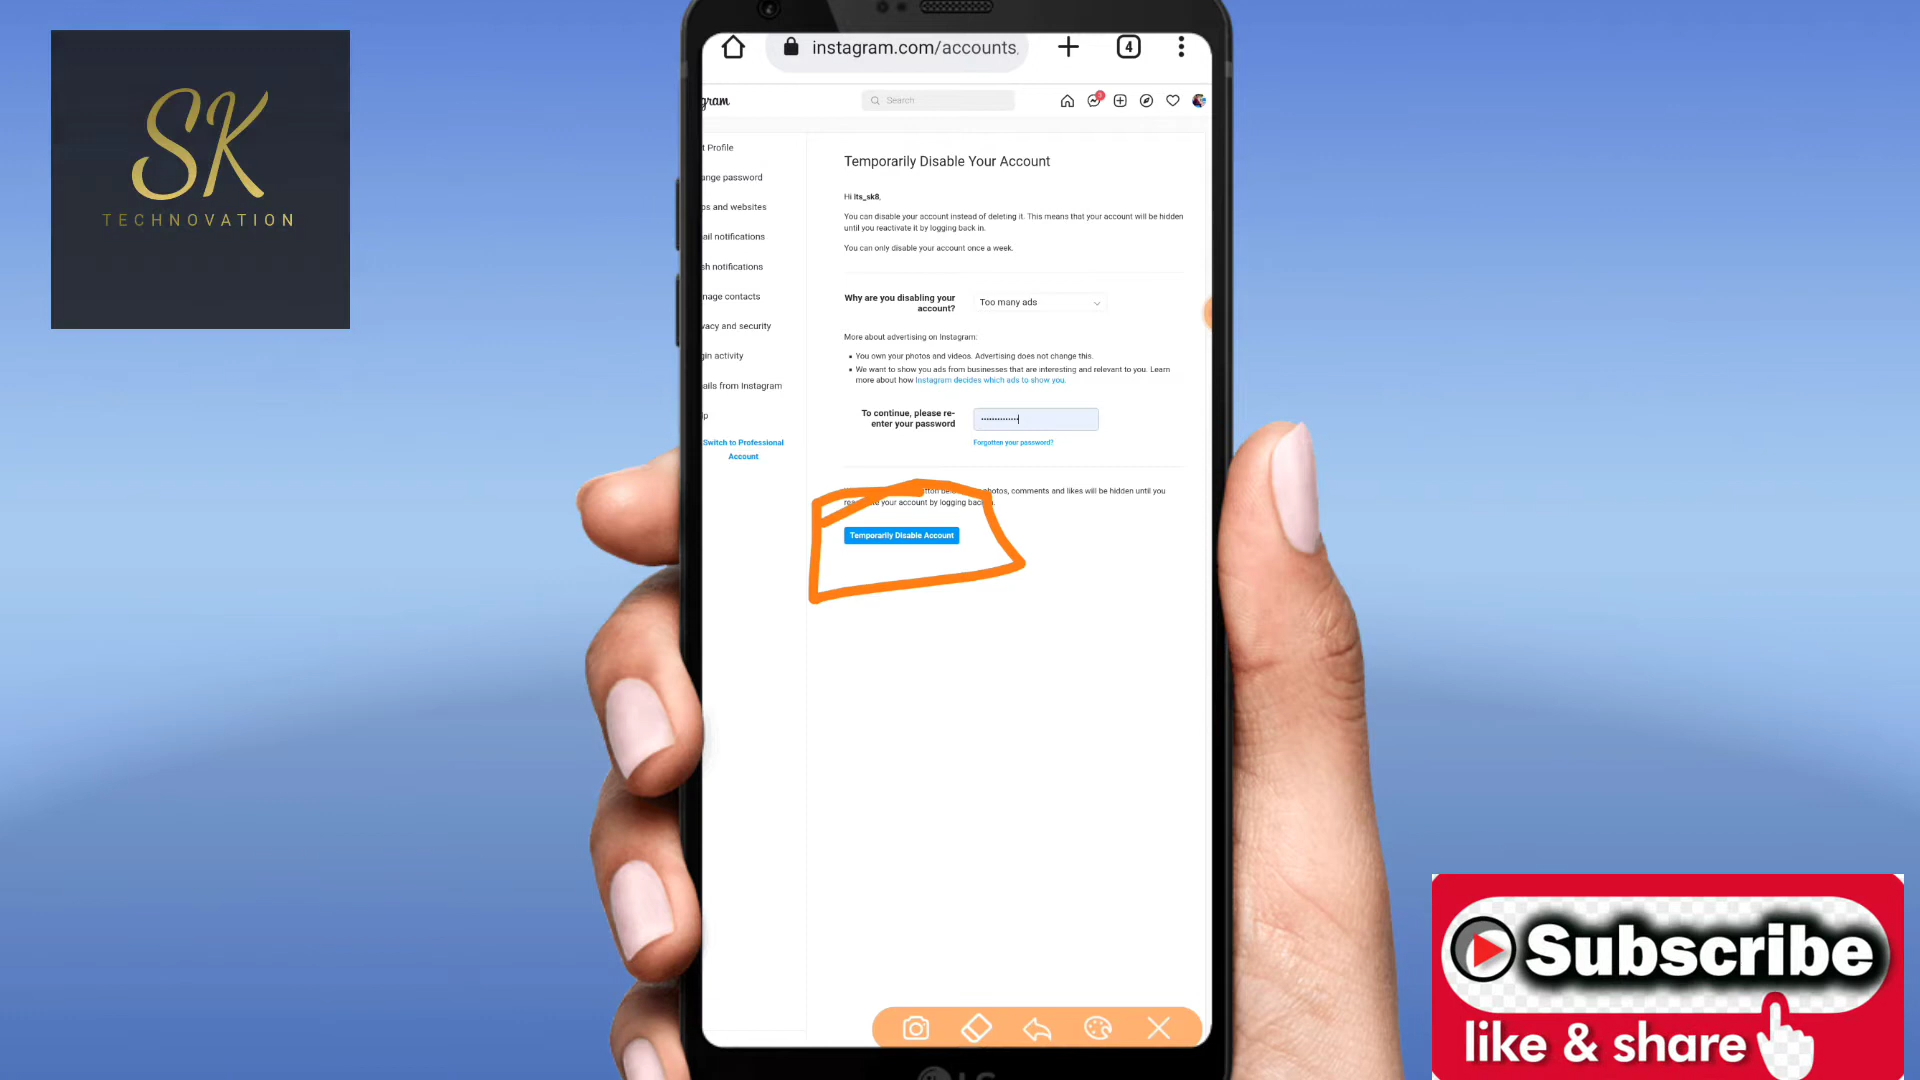 SK
TECHNOVATION
instagram.com/accounts
4
gram
Search
t Profile
ange password
ps and websites
ail notifications
sh notifications
nage contacts
vacy and security
gin activity
ails from Instagram
lp
Switch to Professional
Account
Temporarily Disable Your Account
Hi its_sk8,
You can disable your account instead of deleting it. This means that your account will be hidden
until you reactivate it by logging back in.
You can only disable your account once a week.
Why are you disabling your
account?
Too many ads
More about advertising on Instagram:
• You own your photos and videos. Advertising does not change this.
• We want to show you ads from businesses that are interesting and relevant to you. Learn
more about how Instagram decides which ads to show you.
To continue, please re-
enter your password
Forgotten your password?
photos, comments and likes will be hidden until you
your account by logging back
Temporarily Disable Account
Subscribe
like & share